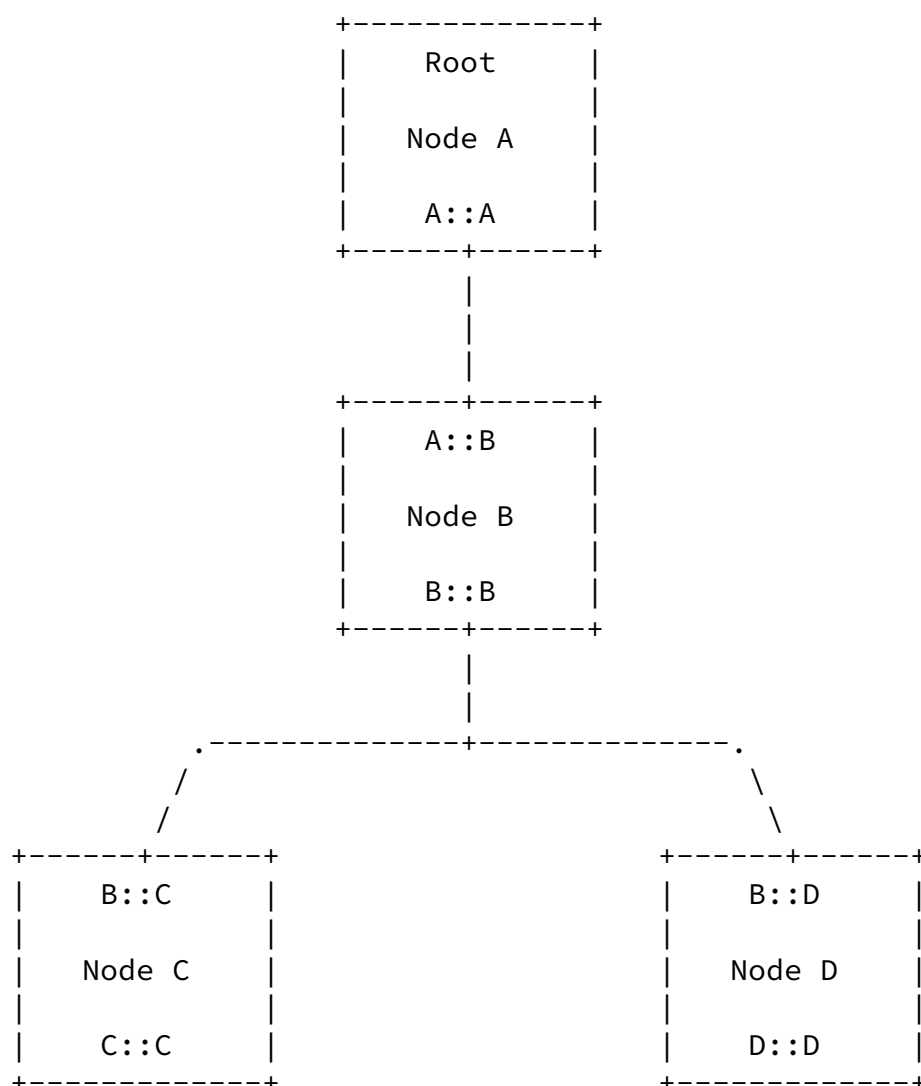 Root
Node A
A::A
A::B
Node B
B::B
B::C B::D
Node C Node D
C::C D::D